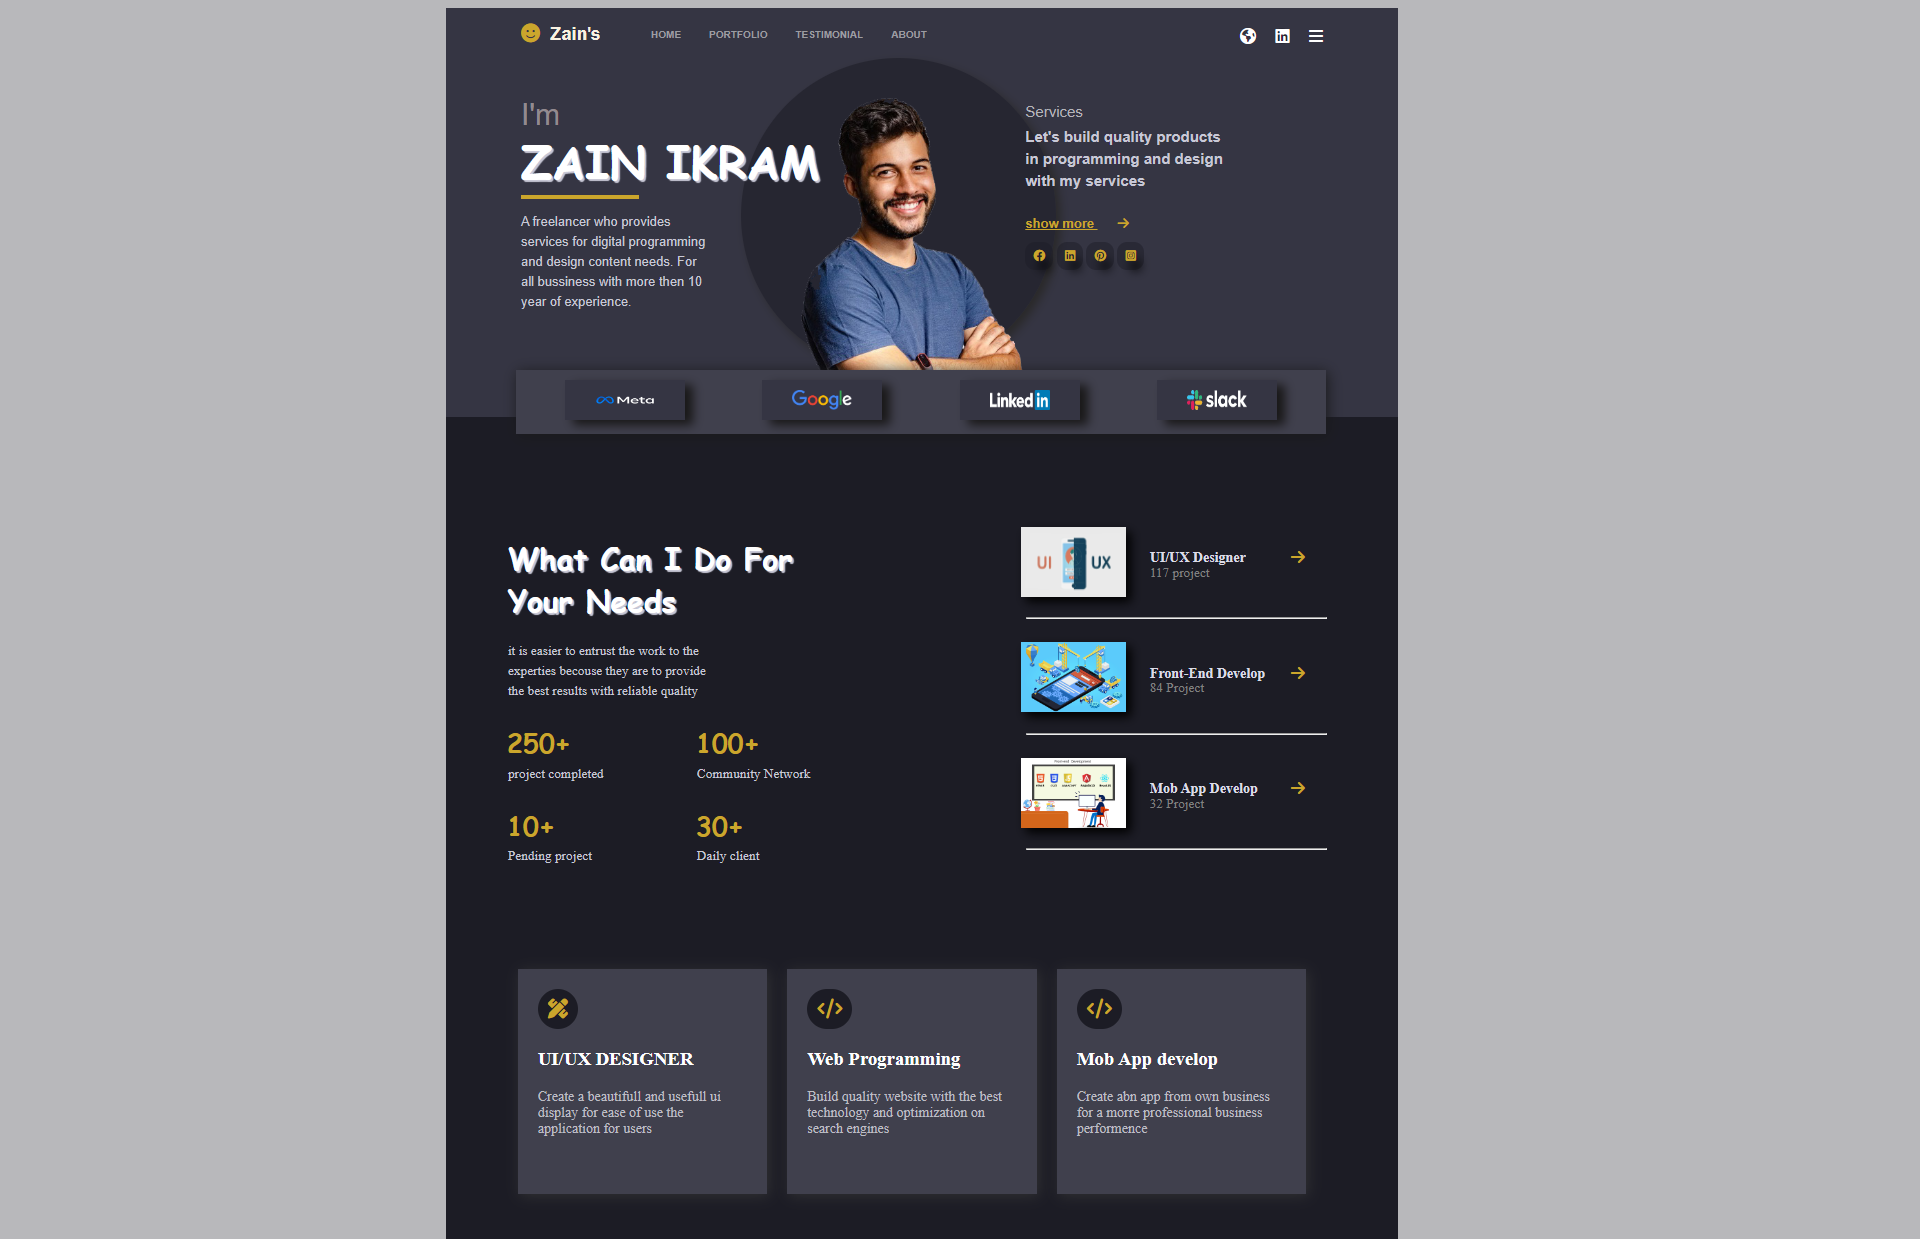 Zain's
HOME
PORTFOLIO
TESTIMONIAL
ABOUT
I'm
ZAIN IKRAM
A freelancer who provides
services for digital programming
and design content needs. For
all bussiness with more then 10
year of experience.
Services
Let's build quality products
in programming and design
with my services
show more
Meta
Google
Linked in
slack
What Can I Do For
Your Needs
it is easier to entrust the work to the
experties becouse they are to provide
the best results with reliable quality
250+
project completed
100+
Community Network
10+
Pending project
30+
Daily client
UI UX
UI/UX Designer
117 project
Front-End Develop
84 Project
Mob App Develop
32 Project
UI/UX DESIGNER
Create a beautifull and usefull ui
display for ease of use the
application for users
Web Programming
Build quality website with the best
technology and optimization on
search engines
Mob App develop
Create abn app from own business
for a morre professional business
performence